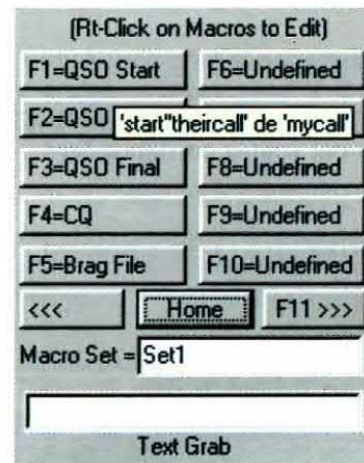 (Rt-Click on Macros to Edit)
F1=QSO Start F6=Undefined
F2=QSO 'start''theircall' de 'mycall'
F3=QSO Final F8=Undefined
F4=CQ F9=Undefined
F5=Brag File F10=Undefined
<<< Home F11 >>>
Macro Set = Set1
Text Grab